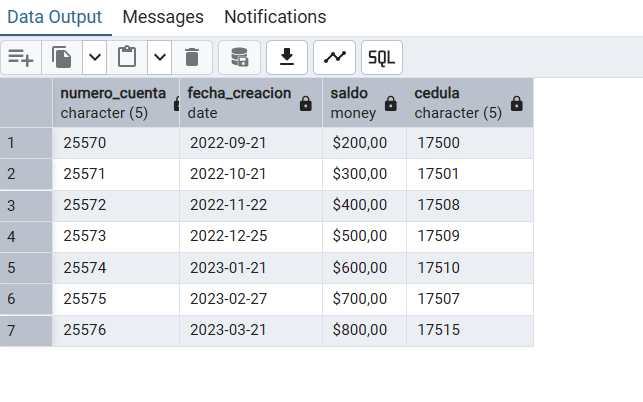 Data Output Messages Notifications
SQL
numero_cuenta fecha_creacion saldo cedula
character (5) date money character (5)
1 25570 2022-09-21 $200,00 17500
2 25571 2022-10-21 $300,00 17501
3 25572 2022-11-22 $400,00 17508
4 25573 2022-12-25 $500,00 17509
5 25574 2023-01-21 $600,00 17510
6 25575 2023-02-27 $700,00 17507
7 25576 2023-03-21 $800,00 17515